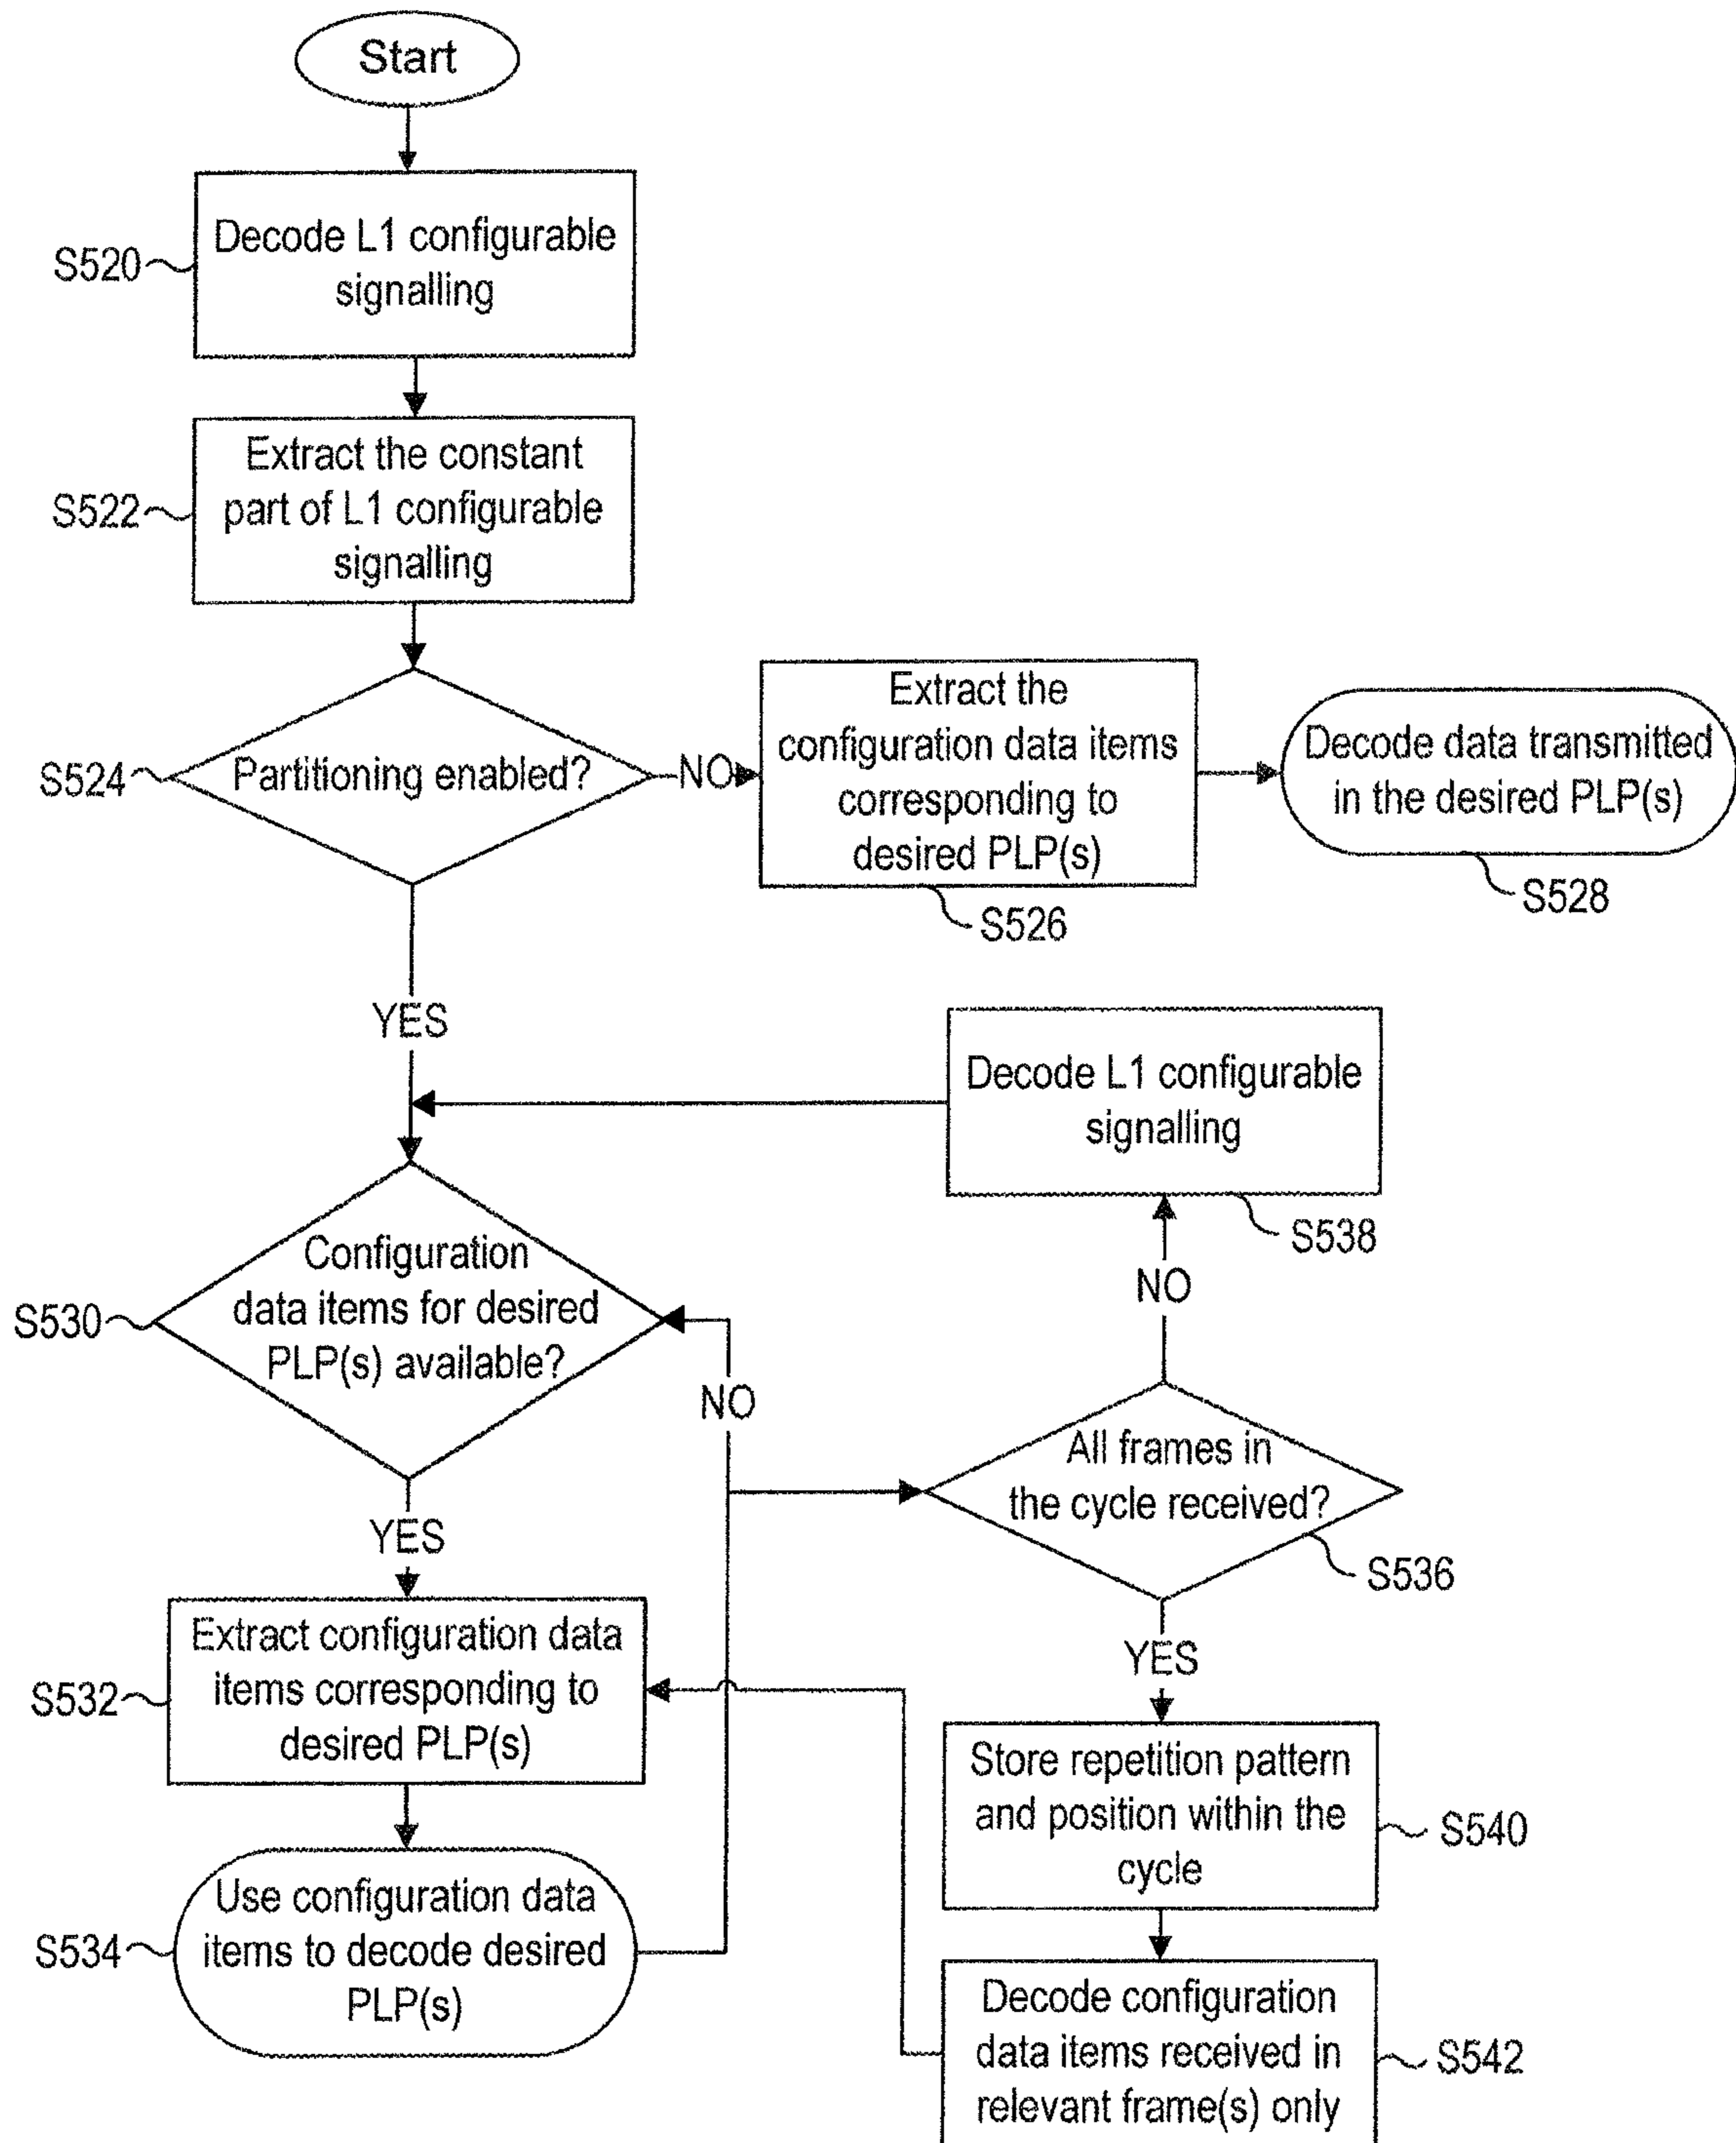 Start
Decode L1 configurable
signalling
S520
Extract the constant
part of L1 configurable
signalling
S522
Partitioning enabled?
S524
NO
Extract the
configuration data items
corresponding to
desired PLP(s)
S526
Decode data transmitted
in the desired PLP(s)
S528
YES
Decode L1 configurable
signalling
S538
NO
Configuration
data items for desired
PLP(s) available?
S530
NO
All frames in
the cycle received?
S536
YES
YES
Extract configuration data
items corresponding to
desired PLP(s)
S532
Store repetition pattern
and position within the
cycle
S540
Use configuration data
items to decode desired
PLP(s)
S534
Decode configuration
data items received in
relevant frame(s) only
S542